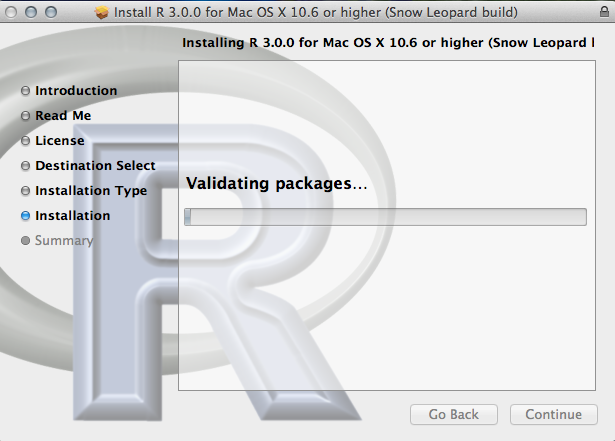 Install R 3.0.0 for Mac OS X 10.6 or higher (Snow Leopard build)
Installing R 3.0.0 for Mac OS X 10.6 or higher (Snow Leopard
Introduction
Read Me
License
Destination Select
Installation Type
Installation
Summary
Validating packages...
R
Go Back
Continue